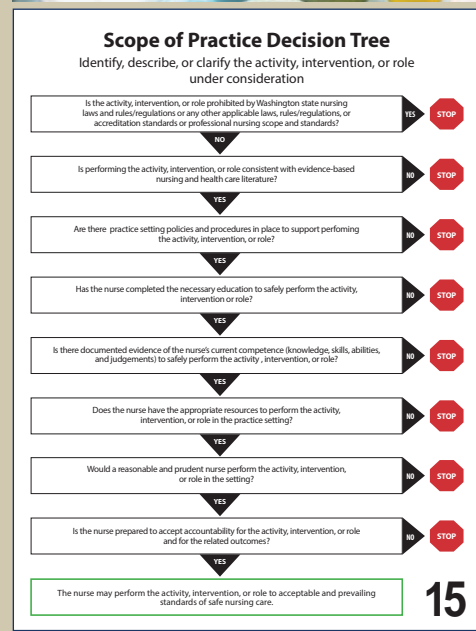 Scope of Practice Decision Tree
Identify, describe, or clarify the activity, intervention, or role
under consideration
Is the activity, intervention, or role prohibited by Washington state nursing
laws and rules/regulations or any other applicable laws, rules/regulations, or
accreditation standards or professional nursing scope and standards?
YES
STOP
NO
Is performing the activity, intervention, or role consistent with evidence-based
nursing and health care literature?
NO
STOP
YES
Are there practice setting policies and procedures in place to support perfoming
the activity, intervention, or role?
NO
STOP
YES
Has the nurse completed the necessary education to safely perform the activity,
intervention or role?
NO
STOP
YES
Is there documented evidence of the nurse's current competence (knowledge, skills, abilities,
and judgements) to safely perform the activity , intervention, or role?
NO
STOP
YES
Does the nurse have the appropriate resources to perform the activity,
intervention, or role in the practice setting?
NO
STOP
YES
Would a reasonable and prudent nurse perform the activity, intervention,
or role in the setting?
NO
STOP
YES
Is the nurse prepared to accept accountability for the activity, intervention, or role
and for the related outcomes?
NO
STOP
YES
The nurse may perform the activity, intervention, or role to acceptable and prevailing
standards of safe nursing care.
15